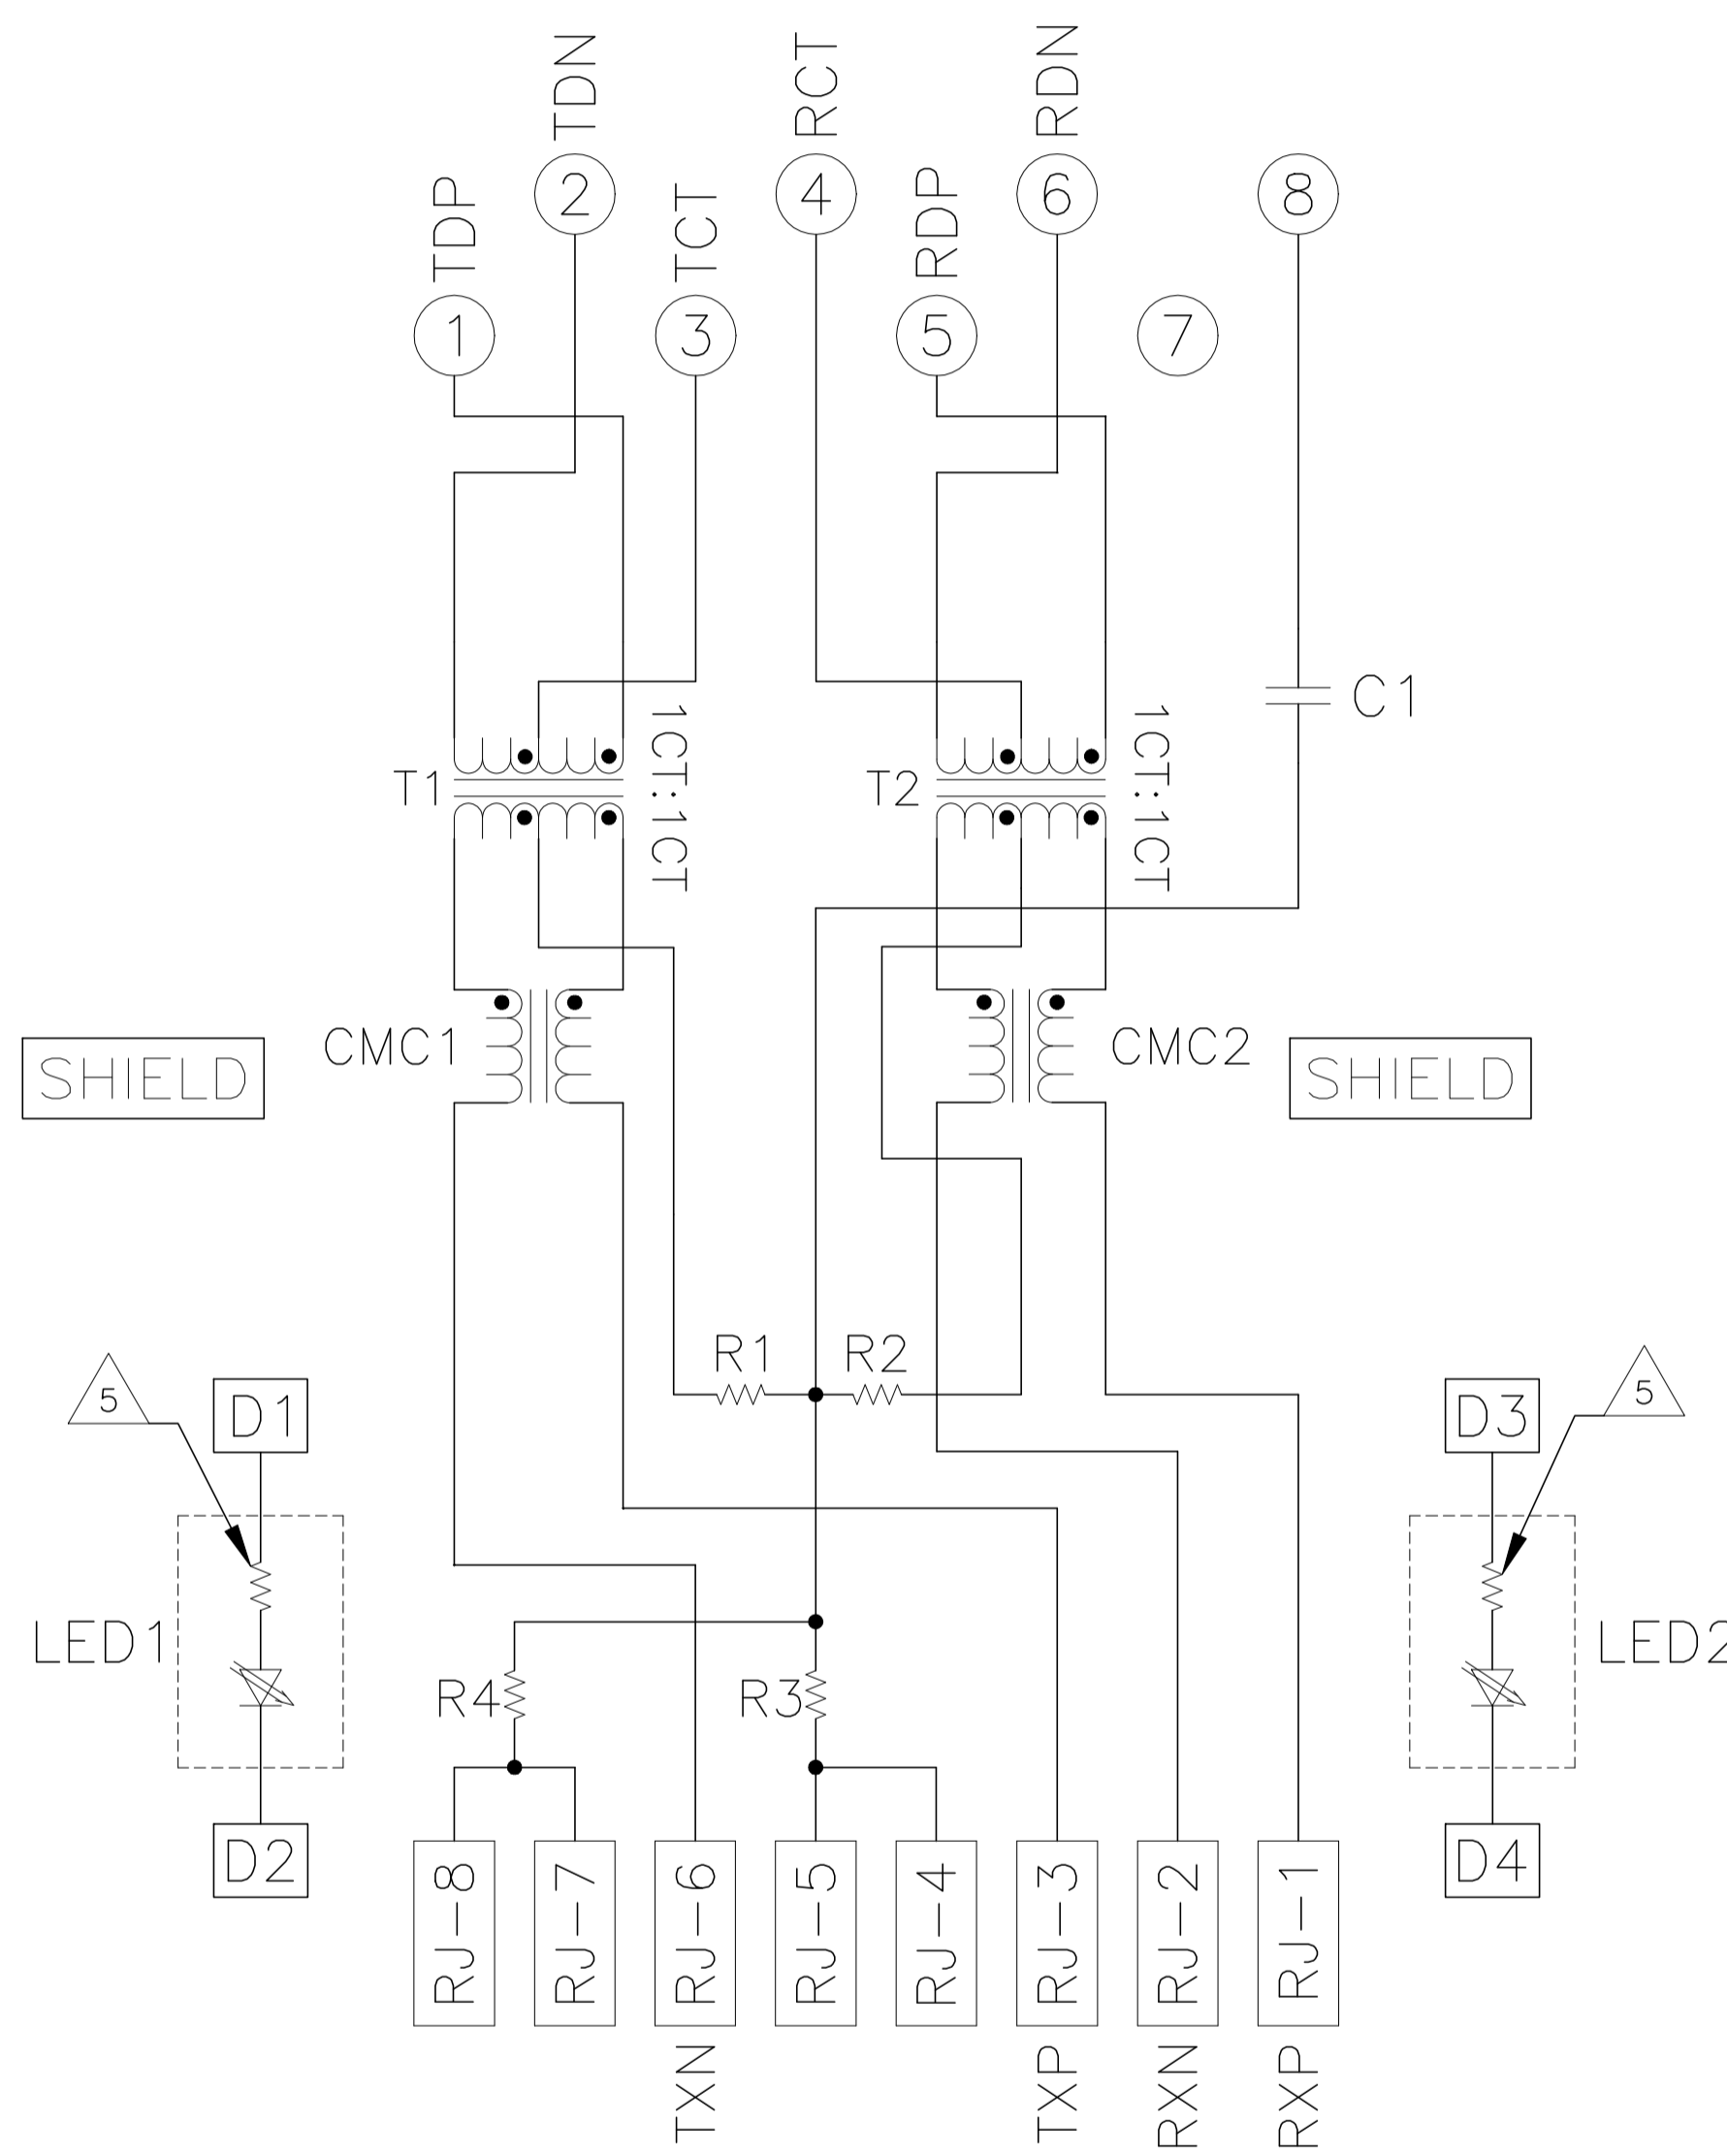 TDN
RCT
RDN
TDP
TCT
RDP
2
4
6
8
1
3
5
7
C1
T1
1CT:1CT
T2
1CT:1CT
CMC1
CMC2
SHIELD
SHIELD
R1
R2
5
D1
D3
5
LED1
LED2
R4
R3
D2
D4
RJ-8
RJ-7
RJ-6
RJ-5
RJ-4
RJ-3
RJ-2
RJ-1
TXN
TXP
RXN
RXP